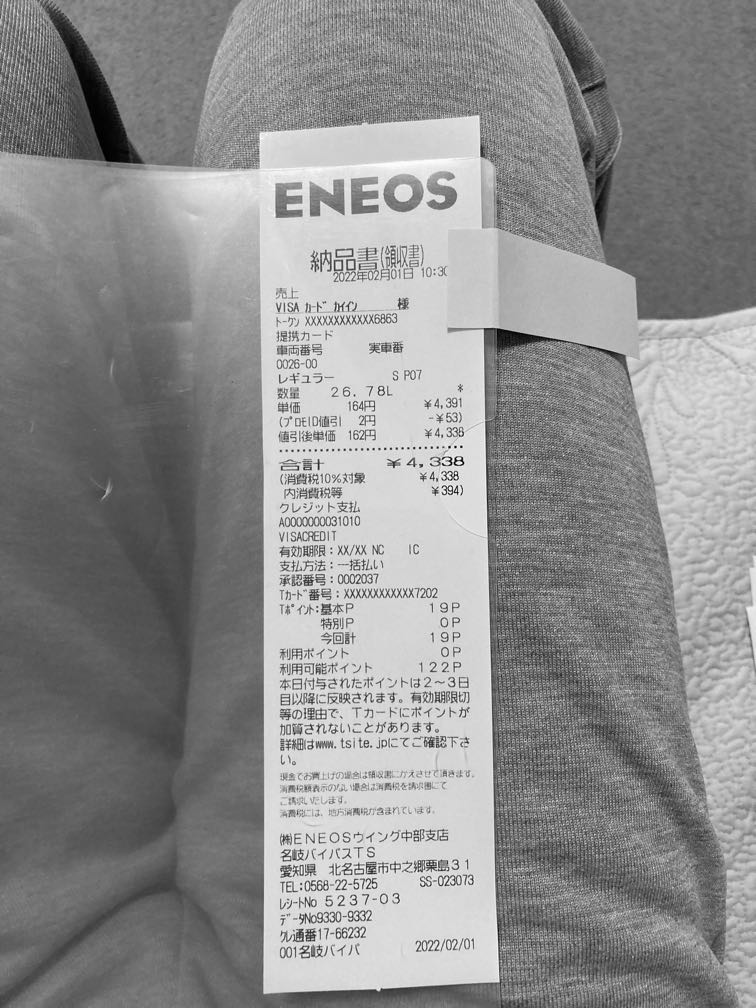 ENEOS
納品書(領収書)
2022年02月01日 10:30
売上
VISA カード カイイン 様
トークン XXXXXXXXXXXX6863
提携カード
車両番号 実車番
0026-00
レギュラー S P07
数量 26.78L *
単価 164円 ¥4,391
(プロEID値引 2円 -¥53)
値引後単価 162円 ¥4,338
合計 ¥4,338
(消費税10%対象 ¥4,338
内消費税等 ¥394)
クレジット支払
A0000000031010
VISACREDIT
有効期限:XX/XX NC IC
支払方法:一括払い
承認番号:0002037
Tカード番号:XXXXXXXXXXXX7202
Tポイント:基本P 19P
特別P 0P
今回計 19P
利用ポイント 0P
利用可能ポイント 122P
本日付与されたポイントは2〜3日
目以降に反映されます。有効期限切
等の理由で、Tカードにポイントが
加算されないことがあります。
詳細はwww.tsite.jpにてご確認下さ
い。
現金でお買上げの場合は領収書にかえさせて頂きます。
消費税額表示のない場合は消費税を請求書にて
ご請求いたします。
消費税には、地方消費税が含まれています。
㈱ENEOSウイング中部支店
名岐バイパスTS
愛知県 北名古屋市中之郷栗島31
TEL:0568-22-5725 SS-023073
レシートNo 5237-03
データNo9330-9332
クレ通番17-66232
001名岐バイパ 2022/02/01